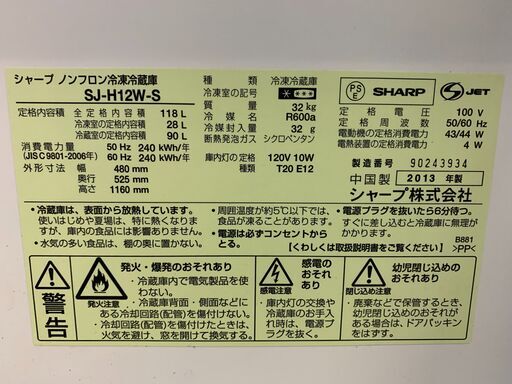 シャープ ノンフロン冷凍冷蔵庫
SJ-H12W-S
定格内容積 全定格内容積 118 L
冷凍室の定格内容積 28 L
冷蔵室の定格内容積 90 L
消費電力量 50 Hz 240 kWh/年
(JIS C 9801-2006年) 60 Hz 240 kWh/年
外形寸法 幅 480 mm
奥行 525 mm
高さ 1160 mm
種類 冷凍冷蔵庫
冷凍室の記号
質量 32 kg
冷媒名 R600a
冷媒封入量 32 g
断熱発泡ガス シクロペンタン
庫内灯の定格 120V 10W
T20 E12
PS
E
SHARP
JET
定格電圧 100 V
定格周波数 50/60 Hz
電動機の定格消費電力 43/44 W
電熱装置の定格消費電力 4 W
製造番号 90243934
中国製 2013 年製
シャープ株式会社
• 冷蔵庫は、表面から放熱しています。
使いはじめや夏場は、特に熱くなりま
すが、庫内の食品には影響ありません。
• 水気の多い食品は、棚の奥に置かない。
• 周囲温度が約5℃以下では、
食品が凍ることがあります。
• 電源は必ずコンセントで
使用してください。
• 電源プラグを抜いたら6分待つ。
すぐに差し込むと冷蔵庫に無理が
かかります。
B881
【くわしくは取扱説明書をご覧ください】 >PP<
警告
発火・爆発のおそれあり
発火注意
• 冷蔵庫内で電気製品を使
わない。
• 冷蔵庫背面・側面などに
ある冷却回路(配管)を傷つけない。
• 冷却回路(配管)を傷付けたときは、
火気を避け、窓を開けて換気する。
感電の
おそれあり
感電注意
• 庫内灯の交換や
冷蔵庫のお手入
れ時は、電源プ
ラグを抜く。
幼児閉じ込めの
おそれあり
閉じ込め注意
• 廃棄などで保管するとき、
幼児閉じ込めのおそれが
ある場合は、ドアパッキン
をはずす。